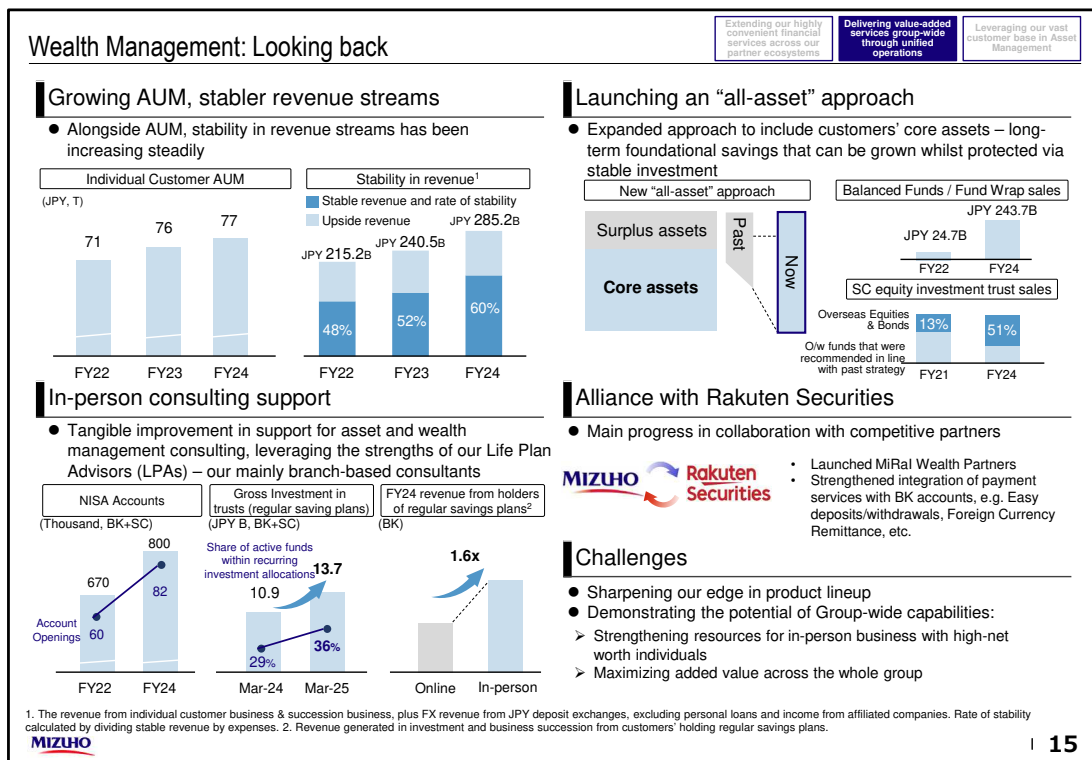 Wealth Management: Looking back
Extending our highly
convenient financial
services across our
partner ecosystems
Delivering value-added
services group-wide
through unified
operations
Leveraging our vast
customer base in Asset
Management
Growing AUM, stabler revenue streams
● Alongside AUM, stability in revenue streams has been
increasing steadily
Individual Customer AUM
(JPY, T)
71
76
77
FY22
FY23
FY24
Stability in revenue1
Stable revenue and rate of stability
Upside revenue
JPY 215.2B
JPY 240.5B
JPY 285.2B
48%
52%
60%
FY22
FY23
FY24
Launching an “all-asset” approach
● Expanded approach to include customers’ core assets – long-
term foundational savings that can be grown whilst protected via
stable investment
New “all-asset” approach
Surplus assets
Core assets
Past
Now
Balanced Funds / Fund Wrap sales
JPY 24.7B
JPY 243.7B
FY22
FY24
SC equity investment trust sales
Overseas Equities
& Bonds
13%
51%
O/w funds that were
recommended in line
with past strategy
FY21
FY24
In-person consulting support
● Tangible improvement in support for asset and wealth
management consulting, leveraging the strengths of our Life Plan
Advisors (LPAs) – our mainly branch-based consultants
NISA Accounts
(Thousand, BK+SC)
670
800
Account
Openings
60
82
FY22
FY24
Gross Investment in
trusts (regular saving plans)
(JPY B, BK+SC)
Share of active funds
within recurring
investment allocations
10.9
13.7
29%
36%
Mar-24
Mar-25
FY24 revenue from holders
of regular savings plans2
(BK)
1.6x
Online
In-person
Alliance with Rakuten Securities
● Main progress in collaboration with competitive partners
MIZUHO
Rakuten
Securities
• Launched MiRaI Wealth Partners
• Strengthened integration of payment
services with BK accounts, e.g. Easy
deposits/withdrawals, Foreign Currency
Remittance, etc.
Challenges
● Sharpening our edge in product lineup
● Demonstrating the potential of Group-wide capabilities:
➢ Strengthening resources for in-person business with high-net
worth individuals
➢ Maximizing added value across the whole group
1. The revenue from individual customer business & succession business, plus FX revenue from JPY deposit exchanges, excluding personal loans and income from affiliated companies. Rate of stability
calculated by dividing stable revenue by expenses. 2. Revenue generated in investment and business succession from customers’ holding regular savings plans.
MIZUHO
15